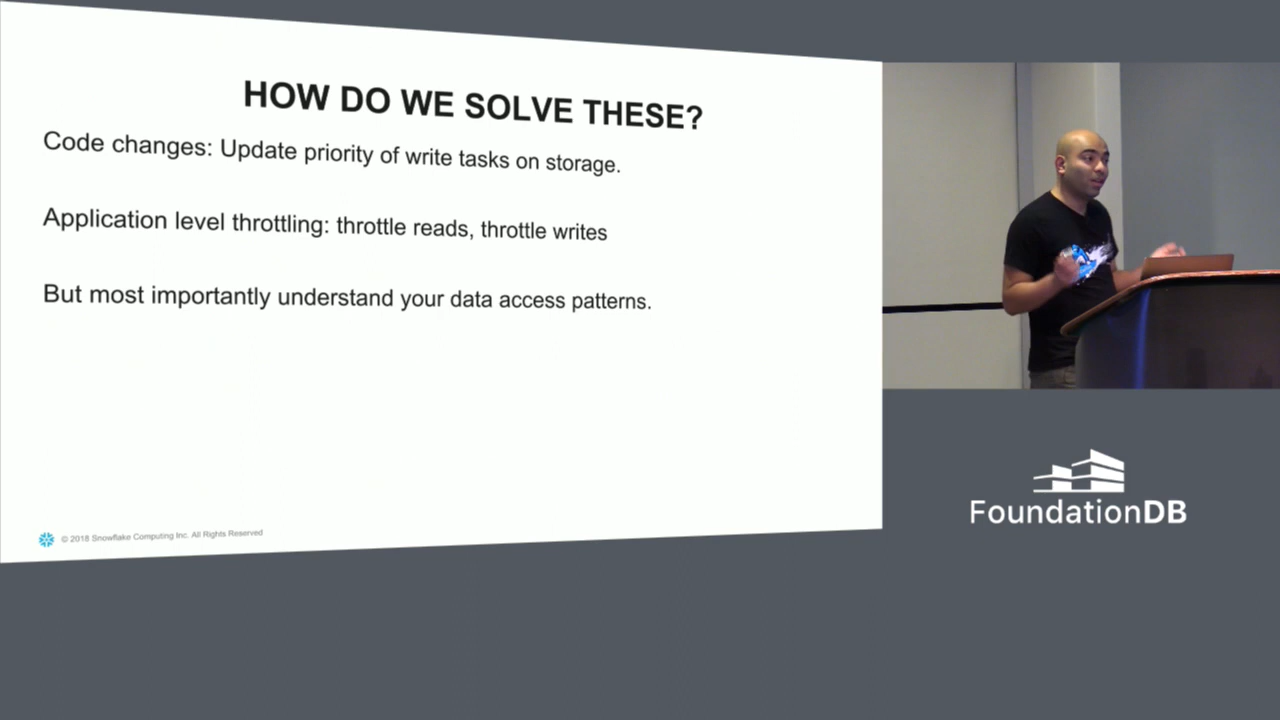 HOW DO WE SOLVE THESE?
Code changes: Update priority of write tasks on storage.
Application level throttling: throttle reads, throttle writes
But most importantly understand your data access patterns.
© 2018 Snowflake Computing Inc. All Rights Reserved
FoundationDB